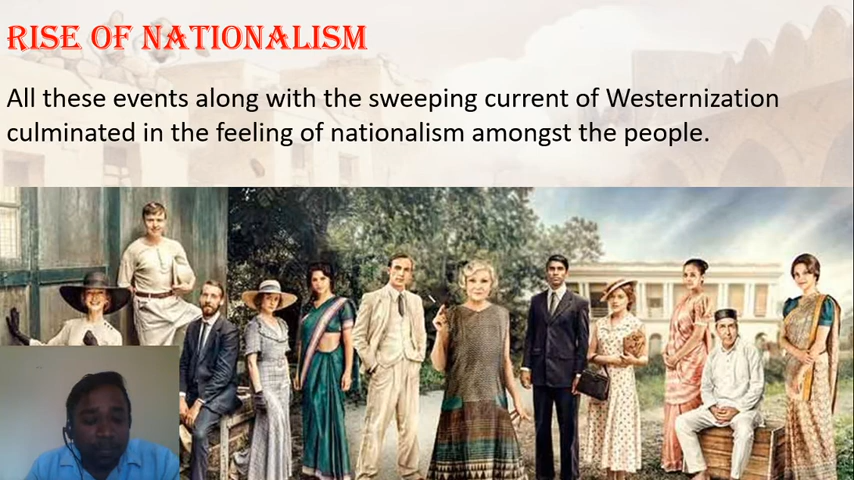 RISE OF NATIONALISM
All these events along with the sweeping current of Westernization
culminated in the feeling of nationalism amongst the people.